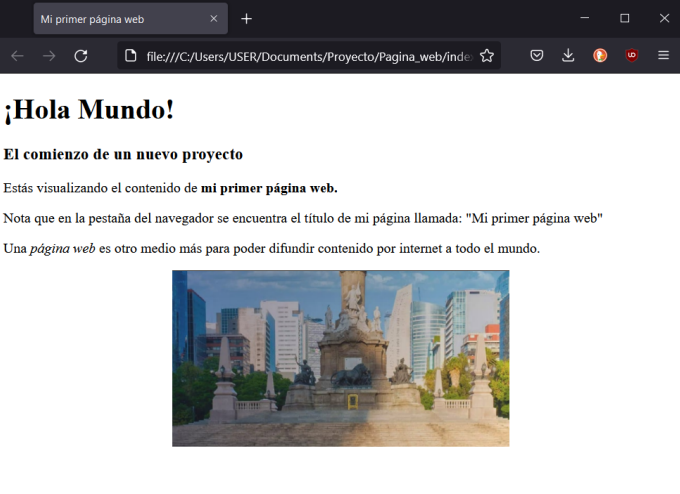 Mi primer página web
file:///C:/Users/USER/Documents/Proyecto/Pagina_web/inde
¡Hola Mundo!
El comienzo de un nuevo proyecto
Estás visualizando el contenido de mi primer página web.
Nota que en la pestaña del navegador se encuentra el título de mi página llamada: "Mi primer página web"
Una página web es otro medio más para poder difundir contenido por internet a todo el mundo.